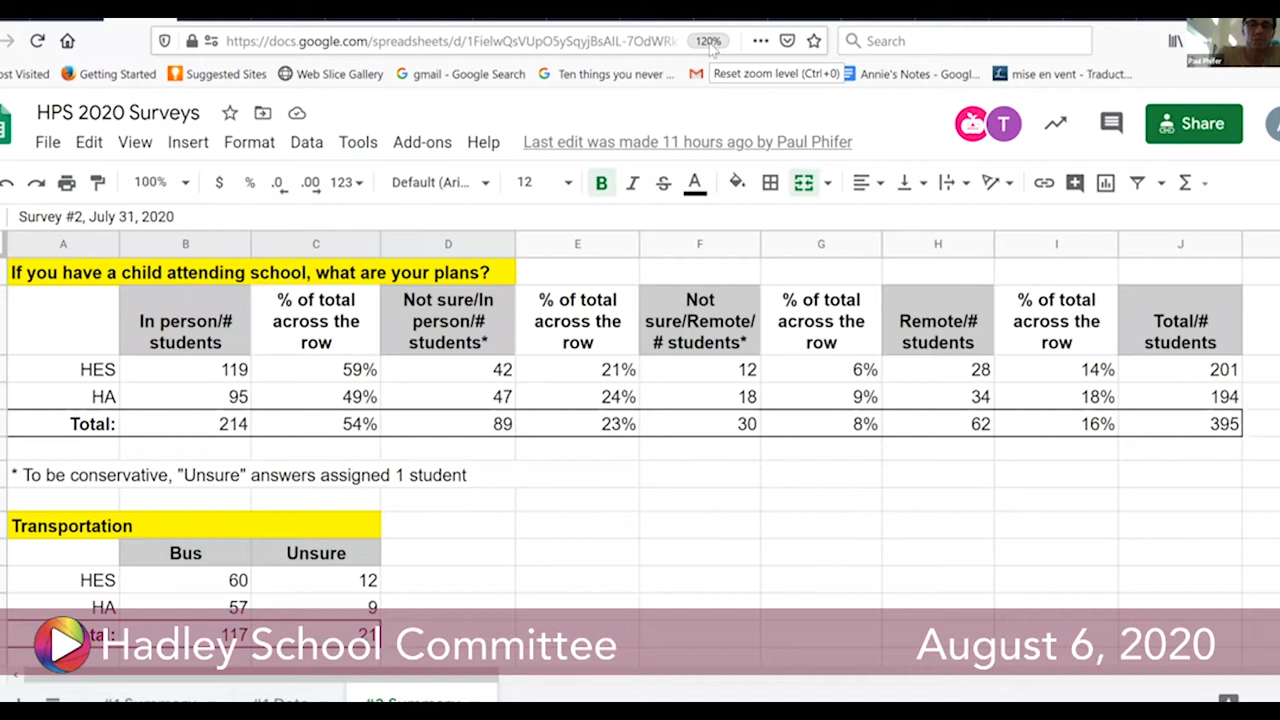 https://docs.google.com/spreadsheets/d/1FielwQsVUpO5ySqyjBsAIL-7OdWRk
120%
Search
Paul Phifer
ost Visited Getting Started Suggested Sites Web Slice Gallery gmail - Google Search Ten things you never ... Reset zoom level (Ctrl+0) Annie's Notes - Googl... mise en vent - Traduct...
HPS 2020 Surveys
T
Share
File Edit View Insert Format Data Tools Add-ons Help Last edit was made 11 hours ago by Paul Phifer
100% $ % .0 .00 123 Default (Ari... 12 B I S A
Survey #2, July 31, 2020
A B C D E F G H I J
If you have a child attending school, what are your plans?
In person/# students % of total across the row Not sure/In person/# students* % of total across the row Not sure/Remote/ # students* % of total across the row Remote/# students % of total across the row Total/# students
HES 119 59% 42 21% 12 6% 28 14% 201
HA 95 49% 47 24% 18 9% 34 18% 194
Total: 214 54% 89 23% 30 8% 62 16% 395
* To be conservative, "Unsure" answers assigned 1 student
Transportation
Bus Unsure
HES 60 12
HA 57 9
117 21
Hadley School Committee August 6, 2020